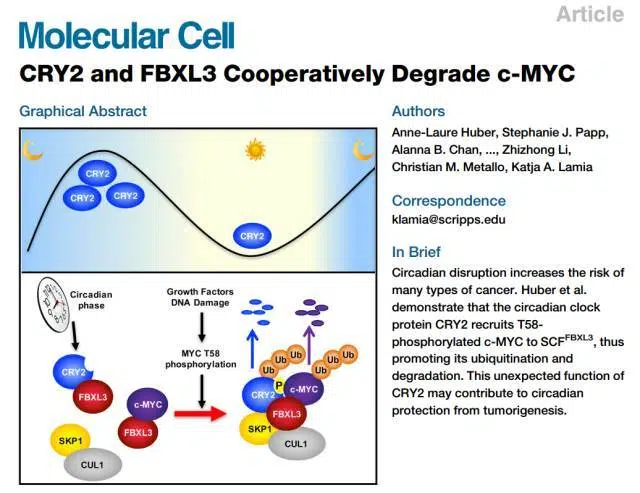 Article
Molecular Cell
CRY2 and FBXL3 Cooperatively Degrade c-MYC
Graphical Abstract
CRY2
CRY2
CRY2
CRY2
Circadian
phase
Growth Factors
DNA Damage
MYC T58
phosphorylation
CRY2
FBXL3
c-MYC
FBXL3
SKP1
CUL1
Ub
Ub
Ub
Ub
Ub
Ub
P
CRY2
c-MYC
FBXL3
SKP1
CUL1
Authors
Anne-Laure Huber, Stephanie J. Papp,
Alanna B. Chan, ..., Zhizhong Li,
Christian M. Metallo, Katja A. Lamia
Correspondence
klamia@scripps.edu
In Brief
Circadian disruption increases the risk of
many types of cancer. Huber et al.
demonstrate that the circadian clock
protein CRY2 recruits T58-
phosphorylated c-MYC to SCFFBXL3, thus
promoting its ubiquitination and
degradation. This unexpected function of
CRY2 may contribute to circadian
protection from tumorigenesis.